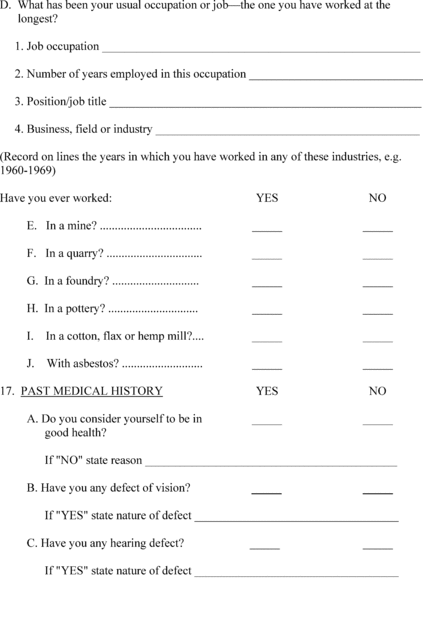 D. What has been your usual occupation or job—the one you have worked at the
longest?
1. Job occupation
2. Number of years employed in this occupation
3. Position/job title
4. Business, field or industry
(Record on lines the years in which you have worked in any of these industries, e.g.
1960-1969)
Have you ever worked: YES NO
E. In a mine? ..................................
F. In a quarry? ................................
G. In a foundry? .............................
H. In a pottery? ..............................
I. In a cotton, flax or hemp mill?....
J. With asbestos? ...........................
17. PAST MEDICAL HISTORY YES NO
A. Do you consider yourself to be in
good health?
If "NO" state reason
B. Have you any defect of vision?
If "YES" state nature of defect
C. Have you any hearing defect?
If "YES" state nature of defect